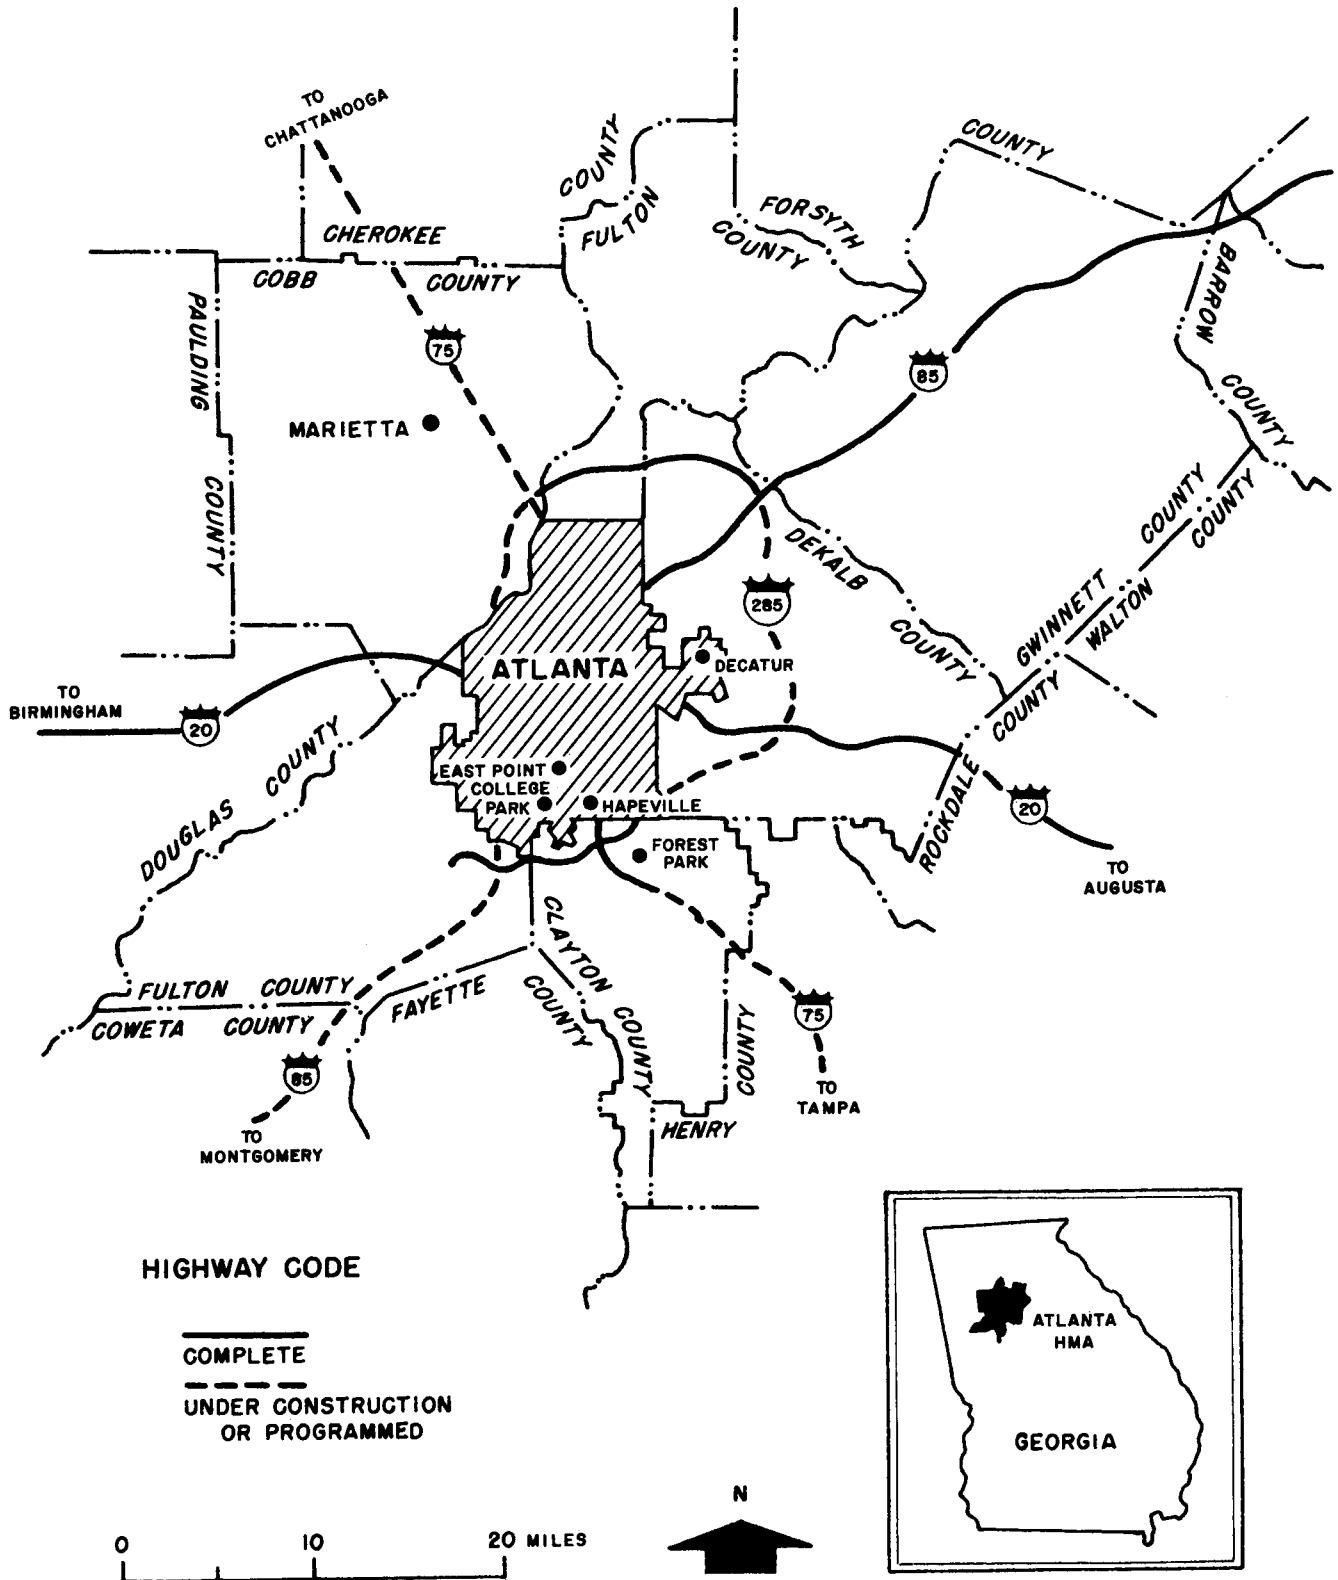 TO
CHATTANOOGA
COUNTY
FULTON
COUNTY
FORSYTH
COUNTY
CHEROKEE
COBB
COUNTY
PAULDING
COUNTY
BARROW
COUNTY
75
85
MARIETTA
COUNTY
GWINNETT
COUNTY
WALTON
DEKALB
COUNTY
285
ATLANTA
DECATUR
TO
BIRMINGHAM
20
COUNTY
DOUGLAS
COUNTY
ROCKDALE
EAST POINT
COLLEGE
PARK
HAPEVILLE
FOREST
PARK
20
TO
AUGUSTA
CLAYTON
COUNTY
FULTON COUNTY
COWETA COUNTY
FAYETTE
COUNTY
COUNTY
HENRY
75
TO
TAMPA
85
TO
MONTGOMERY
HIGHWAY CODE
COMPLETE
UNDER CONSTRUCTION
OR PROGRAMMED
ATLANTA
HMA
GEORGIA
N
0 10 20 MILES